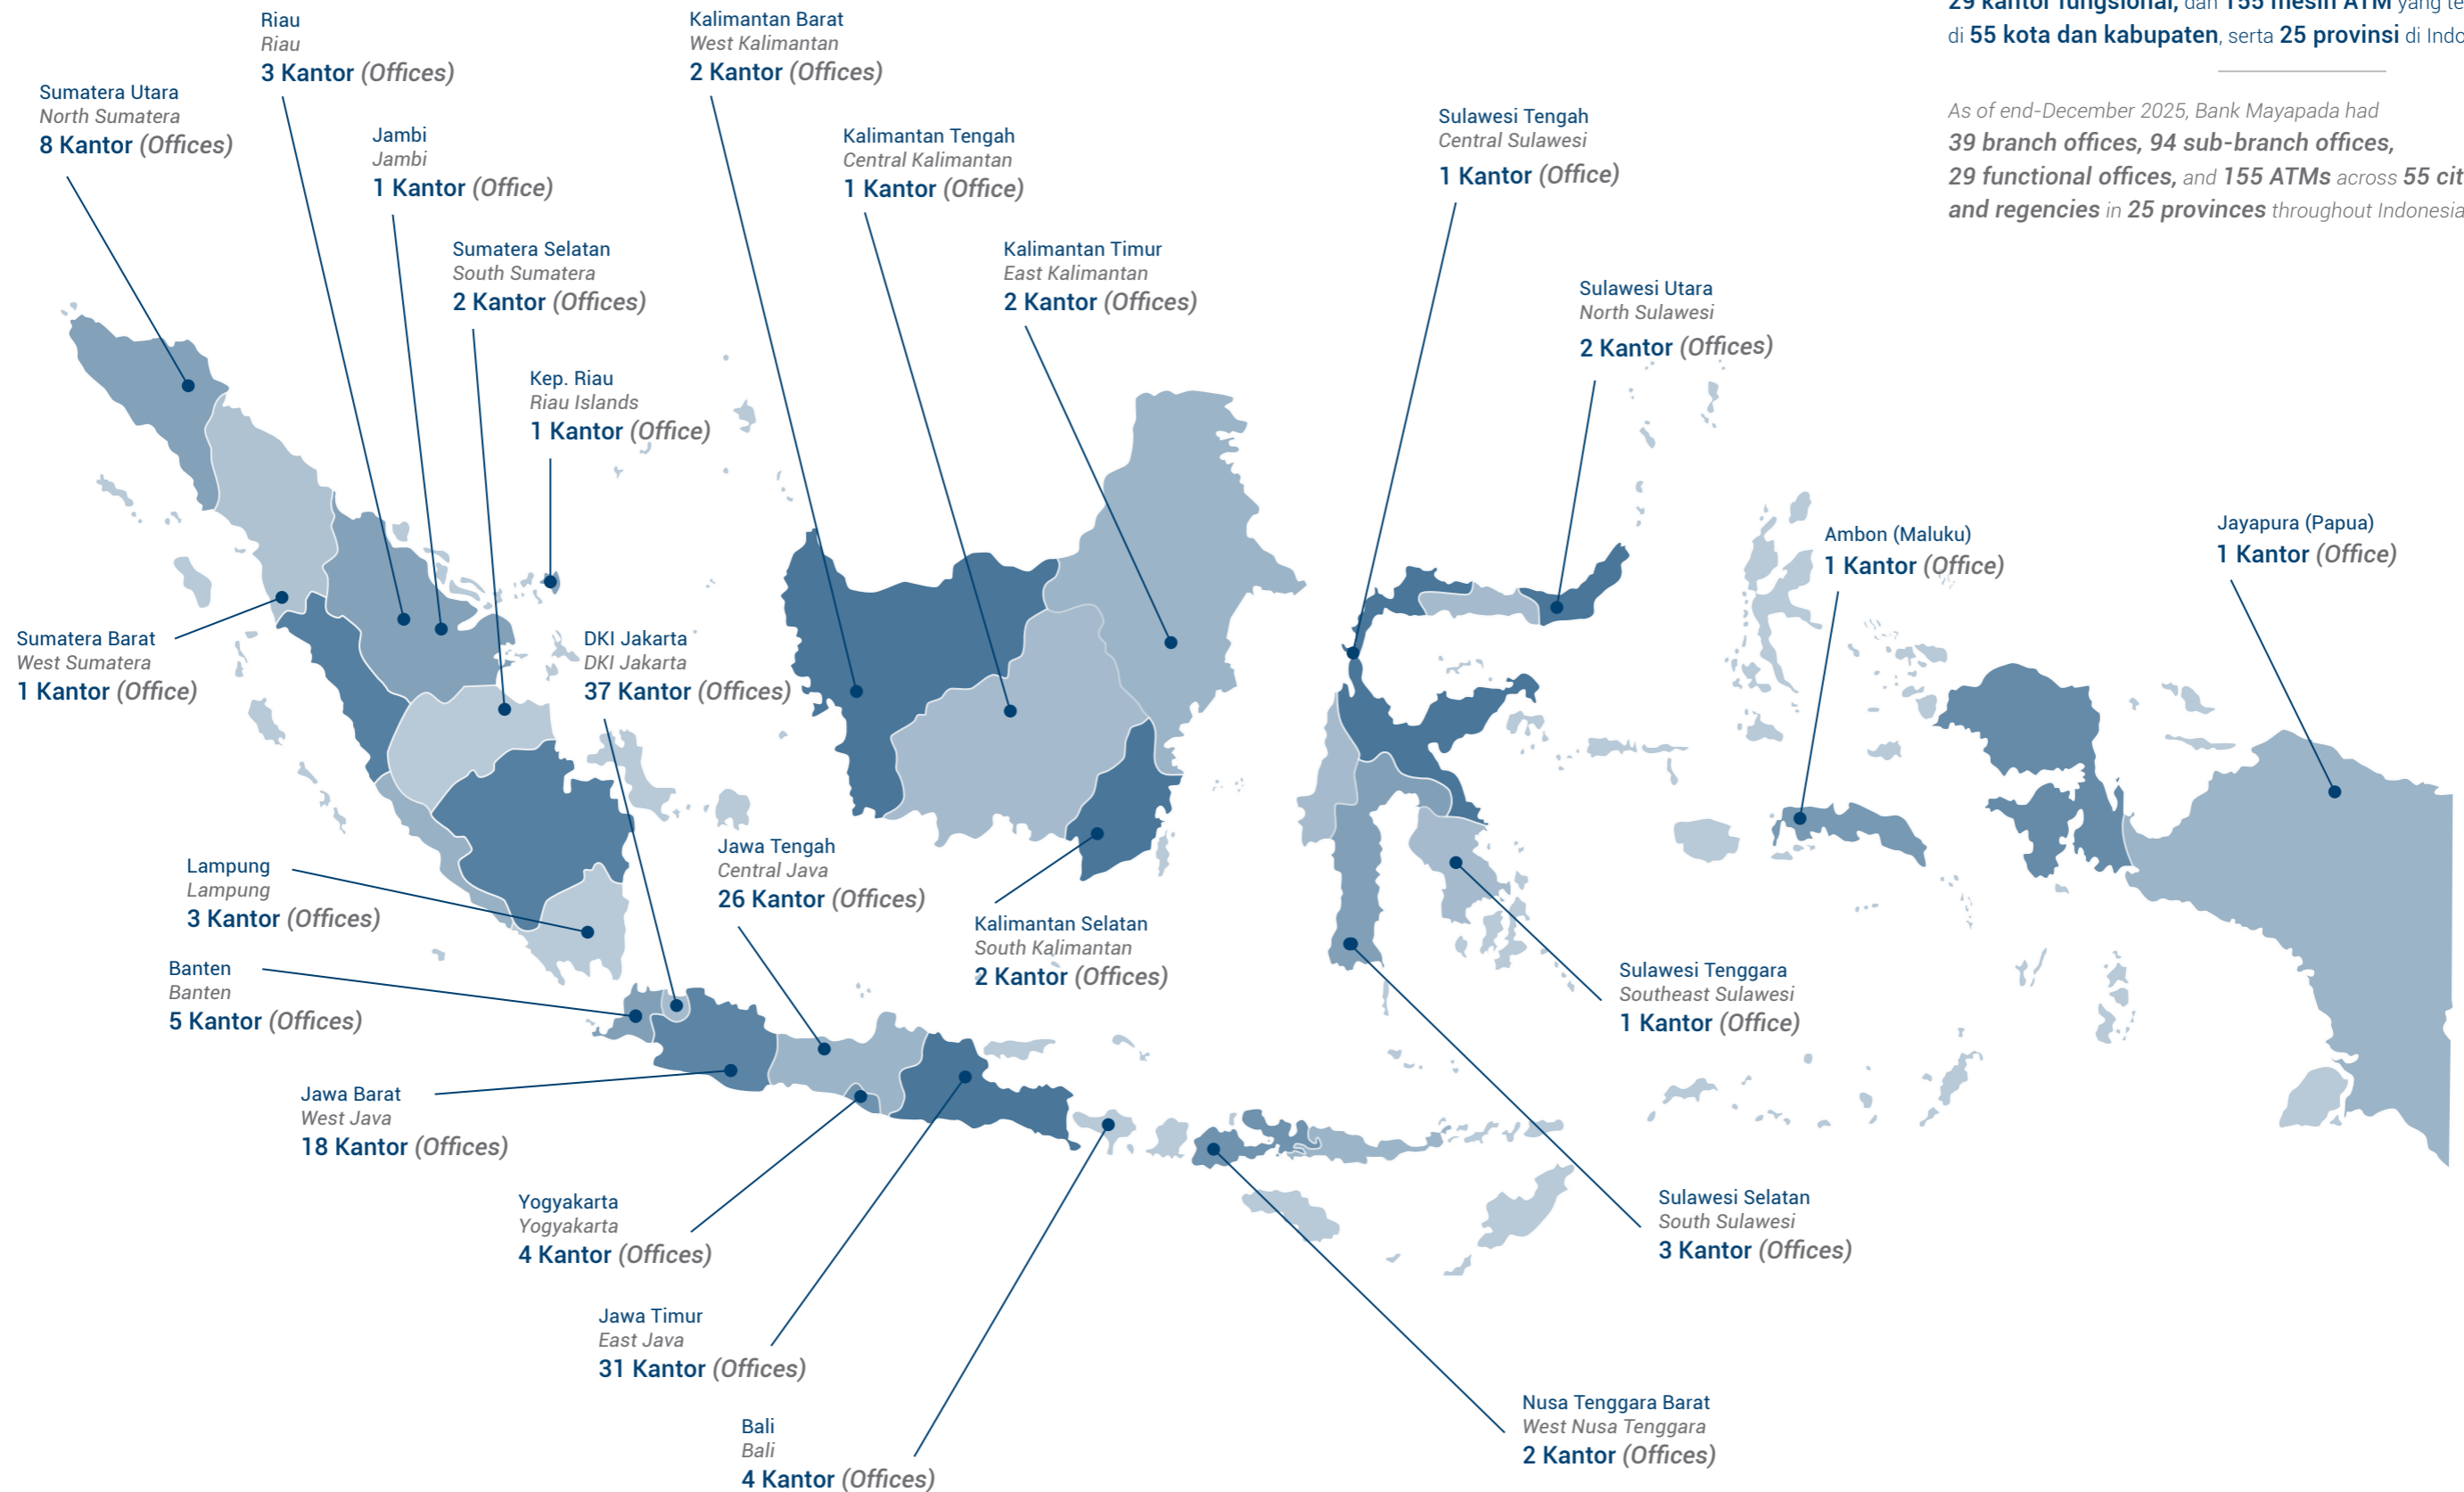 29 kantor fungsional, dan 155 mesin ATM yang
di 55 kota dan kabupaten, serta 25 provinsi di
As of end-December 2025, Bank Mayapada had
39 branch offices, 94 sub-branch offices,
29 functional offices, and 155 ATMs across 55
and regencies in 25 provinces throughout Indonesia
Riau
Riau
3 Kantor (Offices)
Kalimantan Barat
West Kalimantan
2 Kantor (Offices)
Sumatera Utara
North Sumatera
8 Kantor (Offices)
Jambi
Jambi
1 Kantor (Office)
Kalimantan Tengah
Central Kalimantan
1 Kantor (Office)
Sulawesi Tengah
Central Sulawesi
1 Kantor (Office)
Sumatera Selatan
South Sumatera
2 Kantor (Offices)
Kalimantan Timur
East Kalimantan
2 Kantor (Offices)
Sulawesi Utara
North Sulawesi
2 Kantor (Offices)
Kep. Riau
Riau Islands
1 Kantor (Office)
Ambon (Maluku)
1 Kantor (Office)
Jayapura (Papua)
1 Kantor (Office)
Sumatera Barat
West Sumatera
1 Kantor (Office)
DKI Jakarta
DKI Jakarta
37 Kantor (Offices)
Lampung
Lampung
3 Kantor (Offices)
Jawa Tengah
Central Java
26 Kantor (Offices)
Kalimantan Selatan
South Kalimantan
2 Kantor (Offices)
Banten
Banten
5 Kantor (Offices)
Sulawesi Tenggara
Southeast Sulawesi
1 Kantor (Office)
Jawa Barat
West Java
18 Kantor (Offices)
Yogyakarta
Yogyakarta
4 Kantor (Offices)
Sulawesi Selatan
South Sulawesi
3 Kantor (Offices)
Jawa Timur
East Java
31 Kantor (Offices)
Bali
Bali
4 Kantor (Offices)
Nusa Tenggara Barat
West Nusa Tenggara
2 Kantor (Offices)